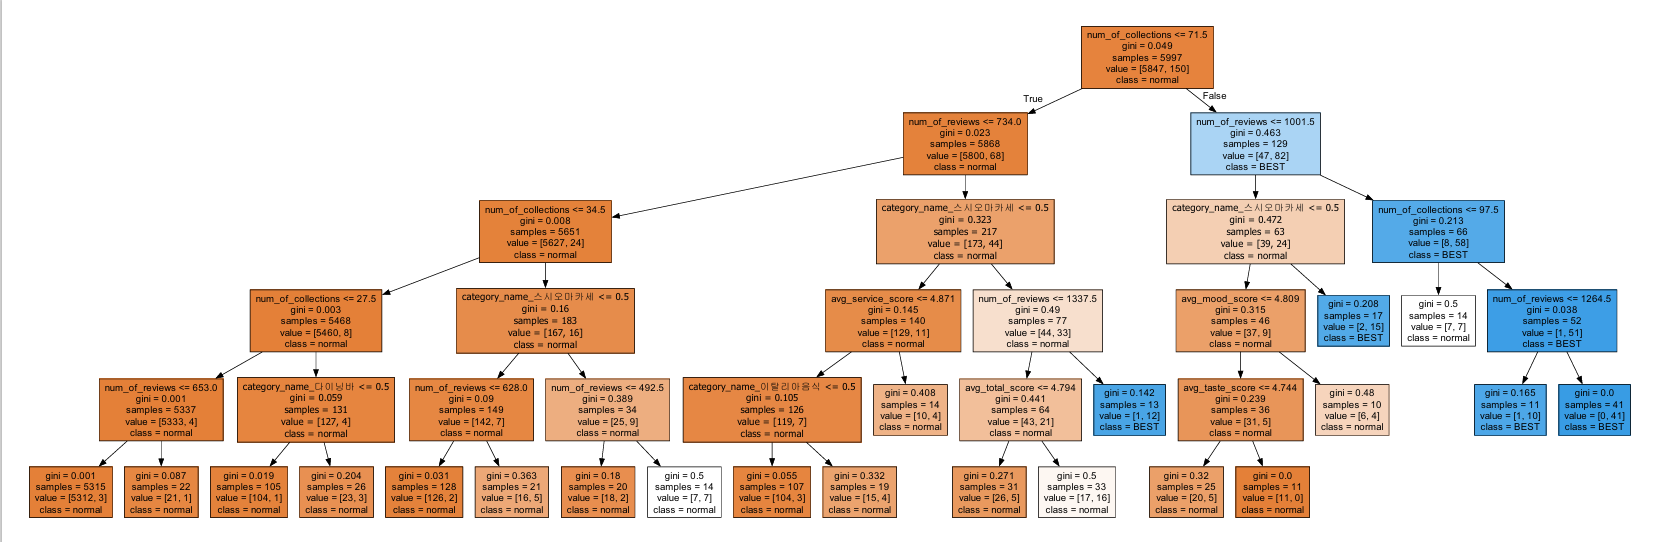 num_of_collections <= 71.5
gini = 0.049
samples = 5997
value = [5847, 150]
class = normal
True
False
num_of_reviews <= 734.0
gini = 0.023
samples = 5868
value = [5800, 68]
class = normal
num_of_reviews <= 1001.5
gini = 0.463
samples = 129
value = [47, 82]
class = BEST
num_of_collections <= 34.5
gini = 0.008
samples = 5651
value = [5627, 24]
class = normal
category_name_스시오마카세 <= 0.5
gini = 0.323
samples = 217
value = [173, 44]
class = normal
category_name_스시오마카세 <= 0.5
gini = 0.472
samples = 63
value = [39, 24]
class = normal
num_of_collections <= 97.5
gini = 0.213
samples = 66
value = [8, 58]
class = BEST
num_of_collections <= 27.5
gini = 0.003
samples = 5468
value = [5460, 8]
class = normal
category_name_스시오마카세 <= 0.5
gini = 0.16
samples = 183
value = [167, 16]
class = normal
avg_service_score <= 4.871
gini = 0.145
samples = 140
value = [129, 11]
class = normal
num_of_reviews <= 1337.5
gini = 0.49
samples = 77
value = [44, 33]
class = normal
avg_mood_score <= 4.809
gini = 0.315
samples = 46
value = [37, 9]
class = normal
gini = 0.208
samples = 17
value = [2, 15]
class = BEST
gini = 0.5
samples = 14
value = [7, 7]
class = normal
num_of_reviews <= 1264.5
gini = 0.038
samples = 52
value = [1, 51]
class = BEST
num_of_reviews <= 653.0
gini = 0.001
samples = 5337
value = [5333, 4]
class = normal
category_name_다이닝바 <= 0.5
gini = 0.059
samples = 131
value = [127, 4]
class = normal
num_of_reviews <= 628.0
gini = 0.09
samples = 149
value = [142, 7]
class = normal
num_of_reviews <= 492.5
gini = 0.389
samples = 34
value = [25, 9]
class = normal
category_name_이탈리아음식 <= 0.5
gini = 0.105
samples = 126
value = [119, 7]
class = normal
gini = 0.408
samples = 14
value = [10, 4]
class = normal
avg_total_score <= 4.794
gini = 0.441
samples = 64
value = [43, 21]
class = normal
gini = 0.142
samples = 13
value = [1, 12]
class = BEST
avg_taste_score <= 4.744
gini = 0.239
samples = 36
value = [31, 5]
class = normal
gini = 0.48
samples = 10
value = [6, 4]
class = normal
gini = 0.165
samples = 11
value = [1, 10]
class = BEST
gini = 0.0
samples = 41
value = [0, 41]
class = BEST
gini = 0.001
samples = 5315
value = [5312, 3]
class = normal
gini = 0.087
samples = 22
value = [21, 1]
class = normal
gini = 0.019
samples = 105
value = [104, 1]
class = normal
gini = 0.204
samples = 26
value = [23, 3]
class = normal
gini = 0.031
samples = 128
value = [126, 2]
class = normal
gini = 0.363
samples = 21
value = [16, 5]
class = normal
gini = 0.18
samples = 20
value = [18, 2]
class = normal
gini = 0.5
samples = 14
value = [7, 7]
class = normal
gini = 0.055
samples = 107
value = [104, 3]
class = normal
gini = 0.332
samples = 19
value = [15, 4]
class = normal
gini = 0.271
samples = 31
value = [26, 5]
class = normal
gini = 0.5
samples = 33
value = [17, 16]
class = normal
gini = 0.32
samples = 25
value = [20, 5]
class = normal
gini = 0.0
samples = 11
value = [11, 0]
class = normal